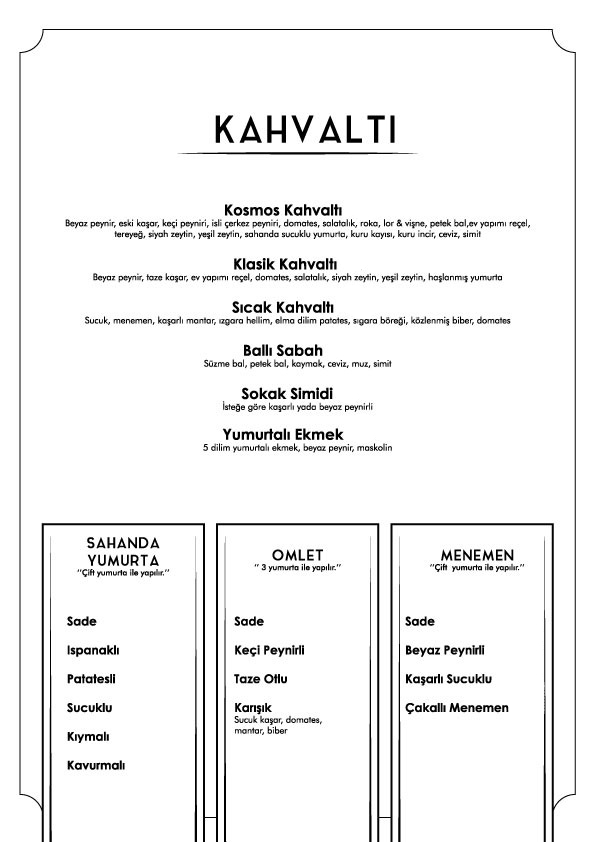 KAHVALTI
Kosmos Kahvaltı
Beyaz peynir, eski kaşar, keçi peyniri, isli çerkez peyniri, domates, salatalık, roka, lor & vişne, petek bal,ev yapımı reçel,
tereyeğ, siyah zeytin, yeşil zeytin, sahanda sucuklu yumurta, kuru kayısı, kuru incir, ceviz, simit
Klasik Kahvaltı
Beyaz peynir, taze kaşar, ev yapımı reçel, domates, salatalık, siyah zeytin, yeşil zeytin, haşlanmış yumurta
Sıcak Kahvaltı
Sucuk, menemen, kaşarlı mantar, ızgara hellim, elma dilim patates, sıgara böreği, közlenmiş biber, domates
Ballı Sabah
Süzme bal, petek bal, kaymak, ceviz, muz, simit
Sokak Simidi
İsteğe göre kaşarlı yada beyaz peynirli
Yumurtalı Ekmek
5 dilim yumurtalı ekmek, beyaz peynir, maskolin
SAHANDA
YUMURTA
''Çift yumurta ile yapılır.''
Sade
Ispanaklı
Patatesli
Sucuklu
Kıymalı
Kavurmalı
OMLET
'' 3 yumurta ile yapılır.''
Sade
Keçi Peynirli
Taze Otlu
Karışık
Sucuk kaşar, domates,
mantar, biber
MENEMEN
''Çift  yumurta ile yapılır.''
Sade
Beyaz Peynirli
Kaşarlı Sucuklu
Çakallı Menemen